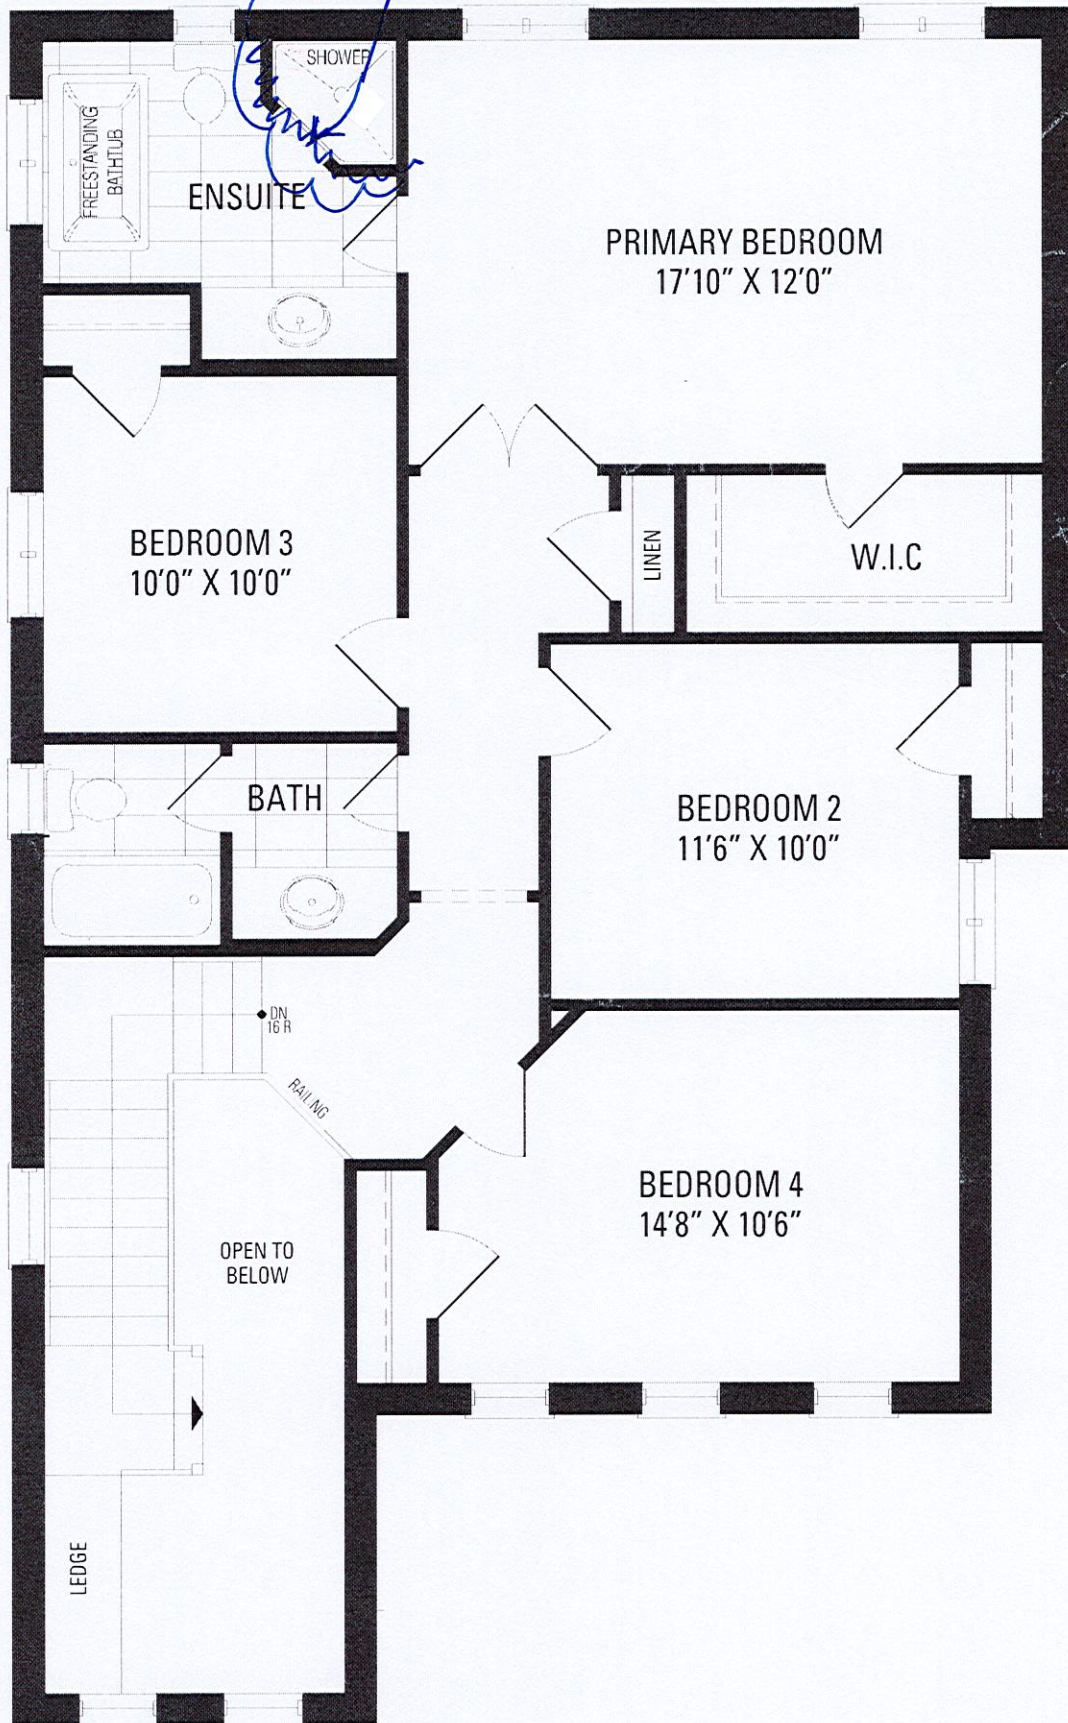 SHOWER
FREESTANDING
BATHTUB
ENSUITE
PRIMARY BEDROOM
17'10" X 12'0"
BEDROOM 3
10'0" X 10'0"
LINEN
W.I.C
BATH
BEDROOM 2
11'6" X 10'0"
DN
16 R
RAILING
BEDROOM 4
14'8" X 10'6"
OPEN TO
BELOW
LEDGE